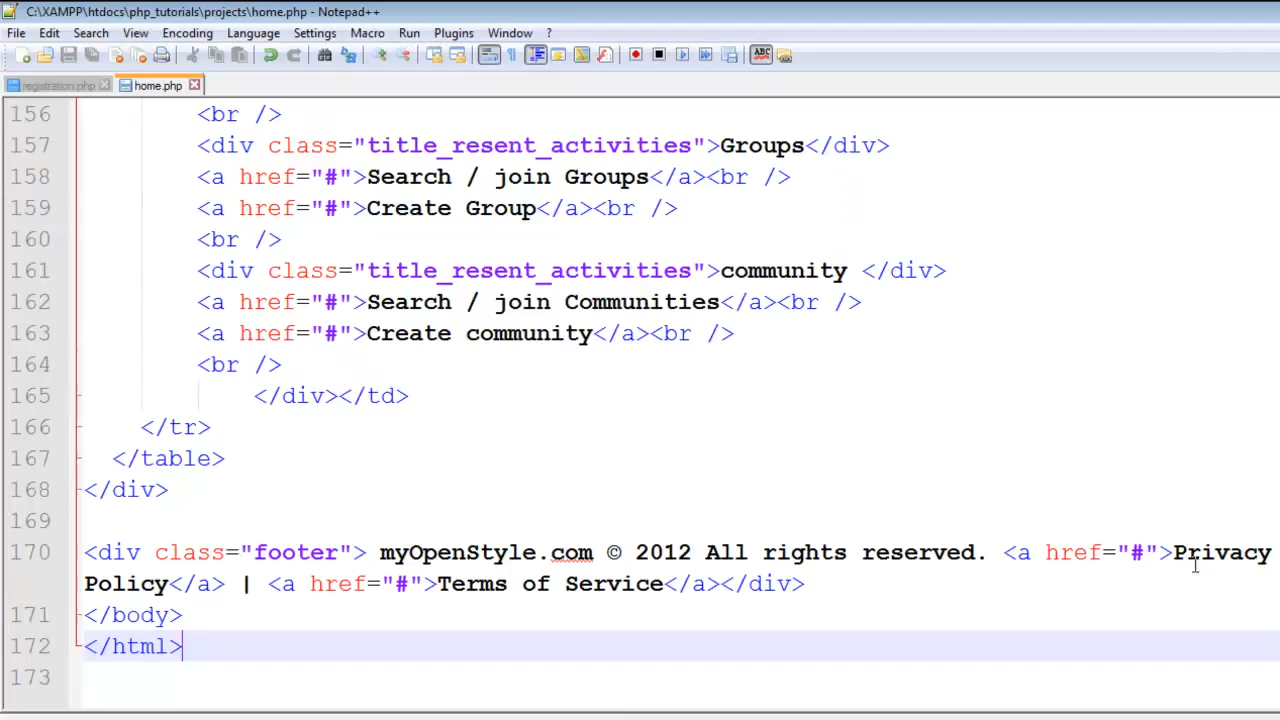 C:\XAMPP\htdocs\php_tutorials\projects\home.php - Notepad++
File Edit Search View Encoding Language Settings Macro Run Plugins Window ?
registration.php home.php
156 <br />
157 <div class="title_resent_activities">Groups</div>
158 <a href="#">Search / join Groups</a><br />
159 <a href="#">Create Group</a><br />
160 <br />
161 <div class="title_resent_activities">community </div>
162 <a href="#">Search / join Communities</a><br />
163 <a href="#">Create community</a><br />
164 <br />
165 </div></td>
166 </tr>
167 </table>
168 </div>
169
170 <div class="footer"> myOpenStyle.com © 2012 All rights reserved. <a href="#">Privacy
Policy</a> | <a href="#">Terms of Service</a></div>
171 </body>
172 </html>
173